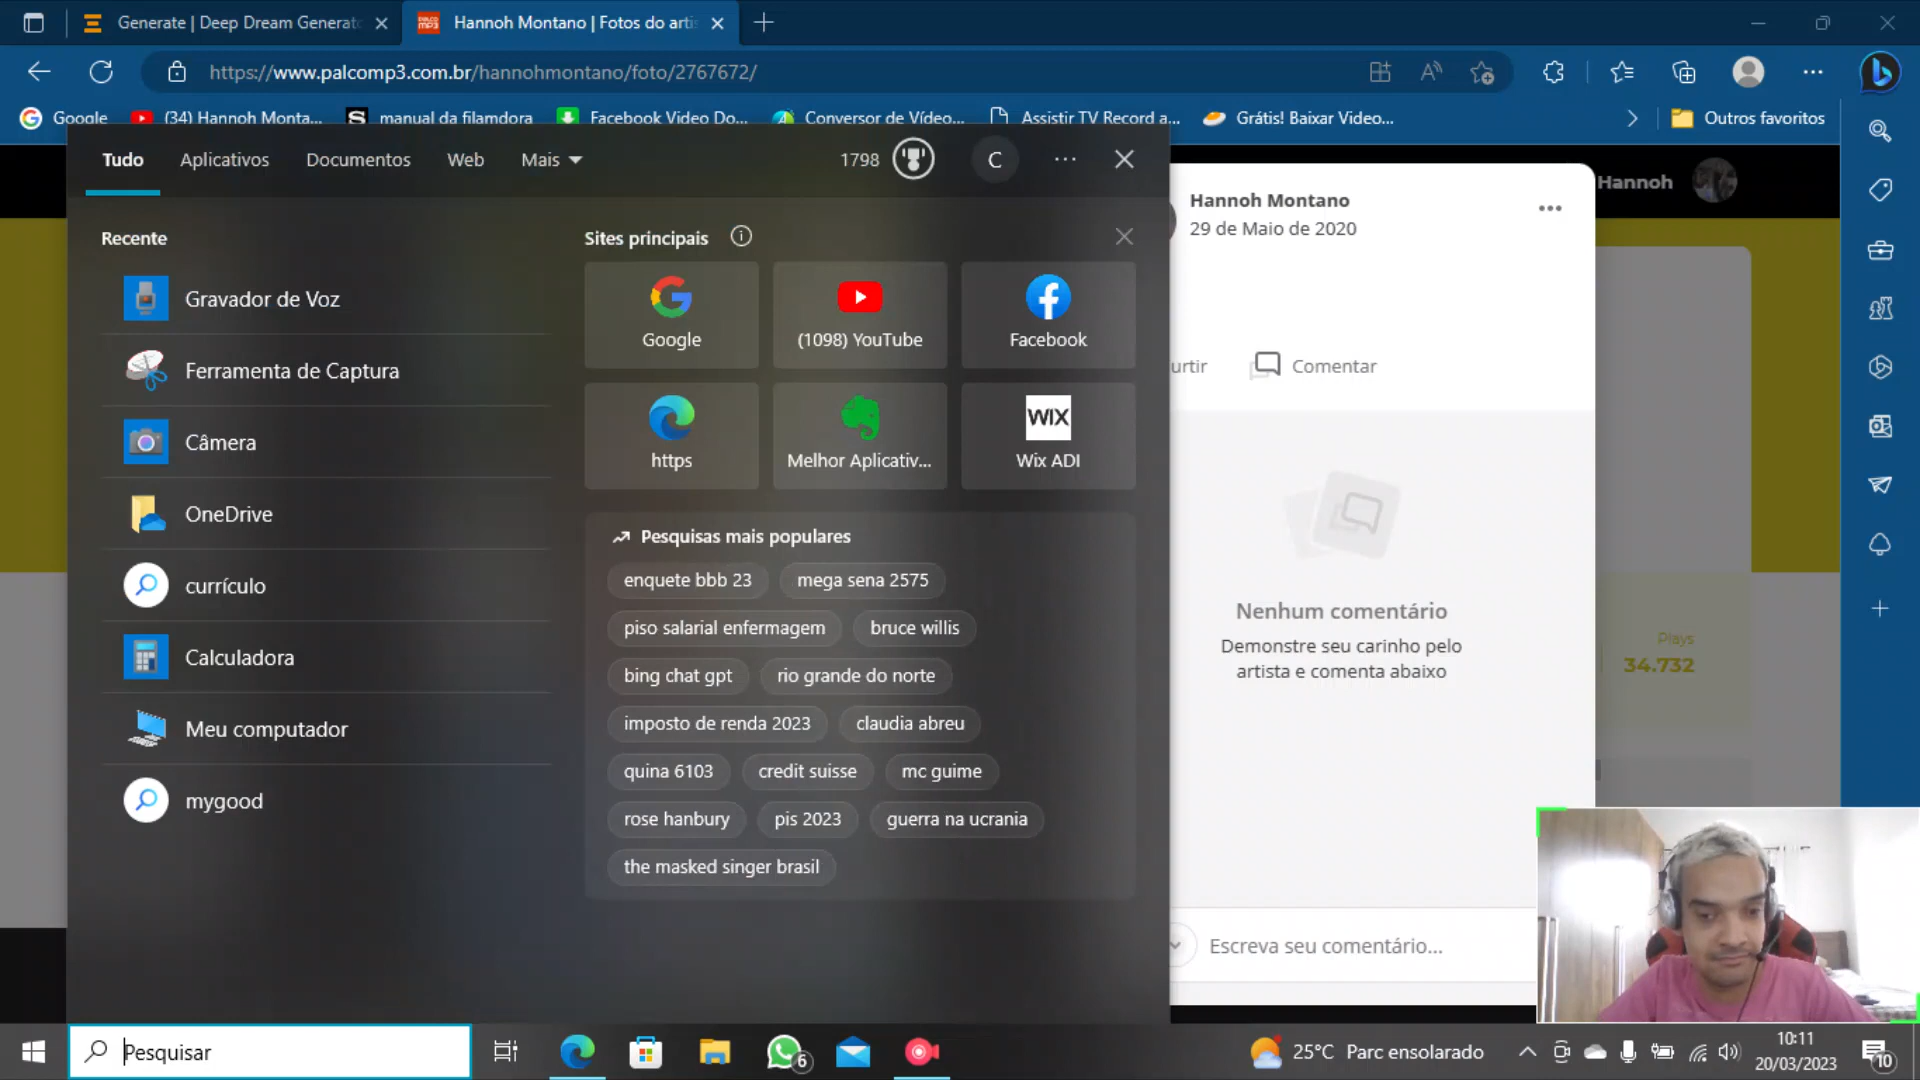 Generate | Deep Dream Generato
Hannoh Montano | Fotos do arti
https://www.palcomp3.com.br/hannohmontano/foto/2767672/
Google
(34) Hannoh Monta...
manual da filamdora
Facebook Video Do...
Conversor de Vídeo...
Assistir TV Record a...
Grátis! Baixar Video...
Outros favoritos
Tudo
Aplicativos
Documentos
Web
Mais
1798
C
Recente
Gravador de Voz
Ferramenta de Captura
Câmera
OneDrive
currículo
Calculadora
Meu computador
mygood
Sites principais
Google
(1098) YouTube
Facebook
https
Melhor Aplicativ...
WIX
Wix ADI
Pesquisas mais populares
enquete bbb 23
mega sena 2575
piso salarial enfermagem
bruce willis
bing chat gpt
rio grande do norte
imposto de renda 2023
claudia abreu
quina 6103
credit suisse
mc guime
rose hanbury
pis 2023
guerra na ucrania
the masked singer brasil
Hannoh Montano
29 de Maio de 2020
urtir
Comentar
Nenhum comentário
Demonstre seu carinho pelo
artista e comenta abaixo
Escreva seu comentário...
Hannoh
Plays
34.732
Pesquisar
6
25°C Parc ensolarado
10:11
20/03/2023
10